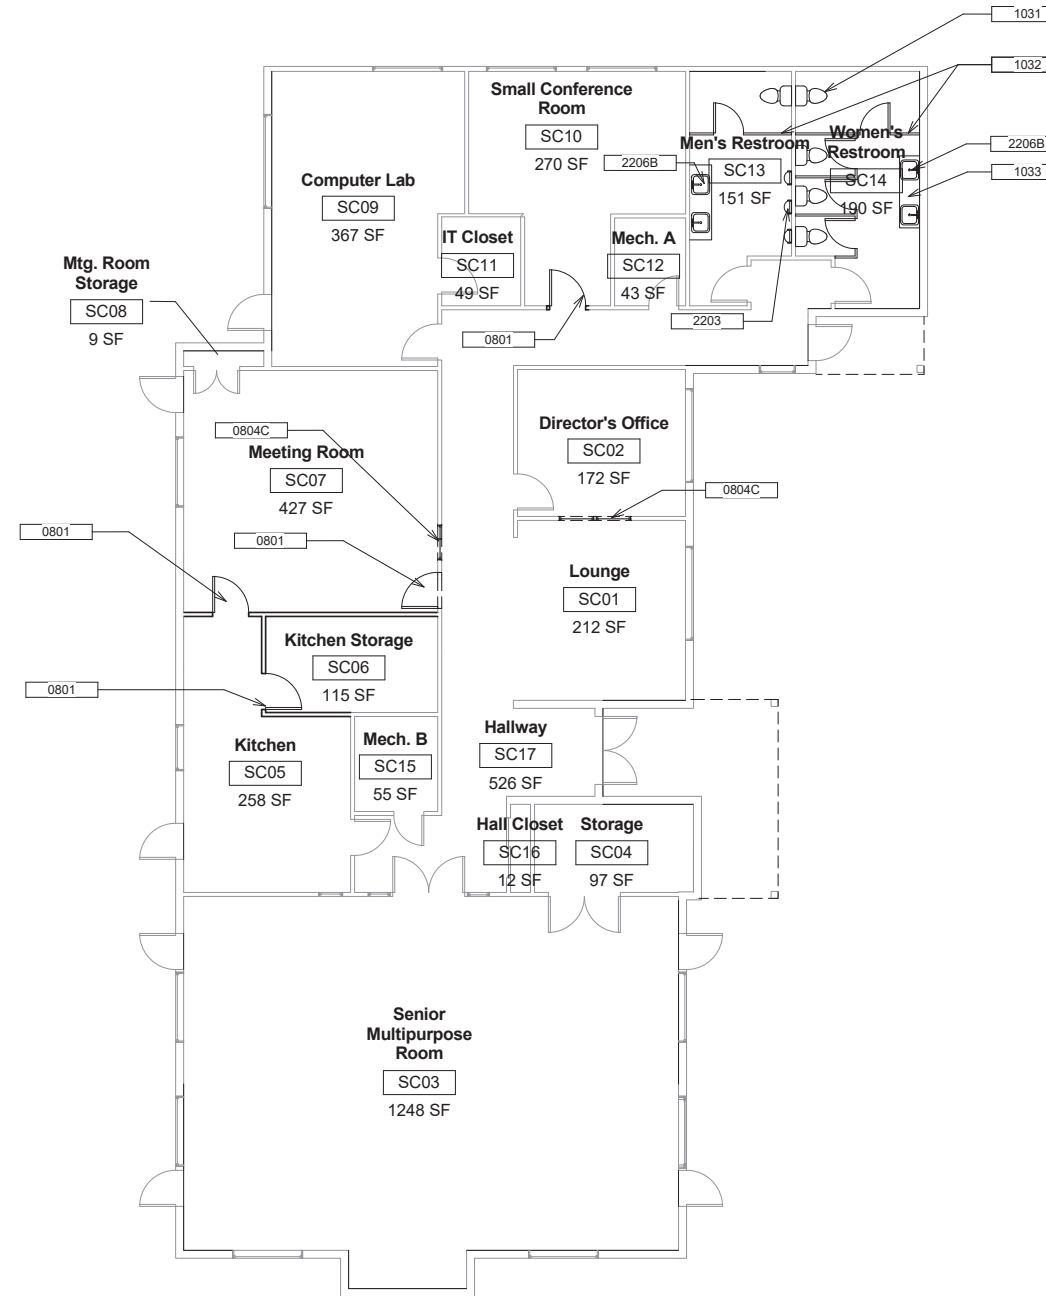 1031
1032
2206B
1033
Small Conference
Room
SC10
270 SF
2206B
Men's Restroom
SC13
151 SF
Women's
Restroom
SC14
190 SF
Computer Lab
SC09
367 SF
IT Closet
SC11
49 SF
Mech. A
SC12
43 SF
Mtg. Room
Storage
SC08
9 SF
0801
2203
0804C
Meeting Room
SC07
427 SF
Director's Office
SC02
172 SF
0804C
0801
0801
Lounge
SC01
212 SF
Kitchen Storage
SC06
115 SF
0801
Kitchen
SC05
258 SF
Mech. B
SC15
55 SF
Hallway
SC17
526 SF
Hall Closet
SC16
12 SF
Storage
SC04
97 SF
Senior
Multipurpose
Room
SC03
1248 SF